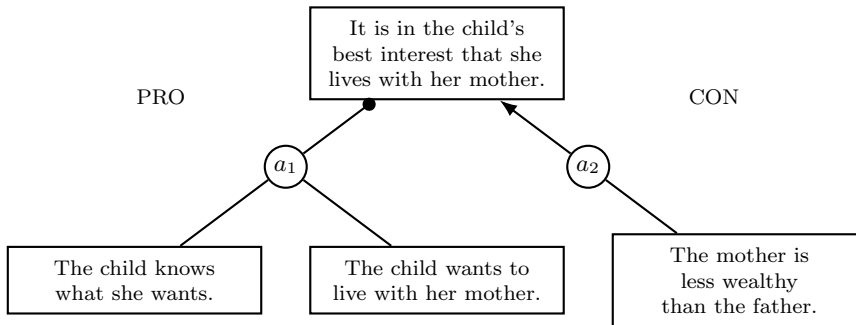 It is in the child's
best interest that she
lives with her mother.
PRO
CON
a1
a2
The child knows
what she wants.
The child wants to
live with her mother.
The mother is
less wealthy
than the father.